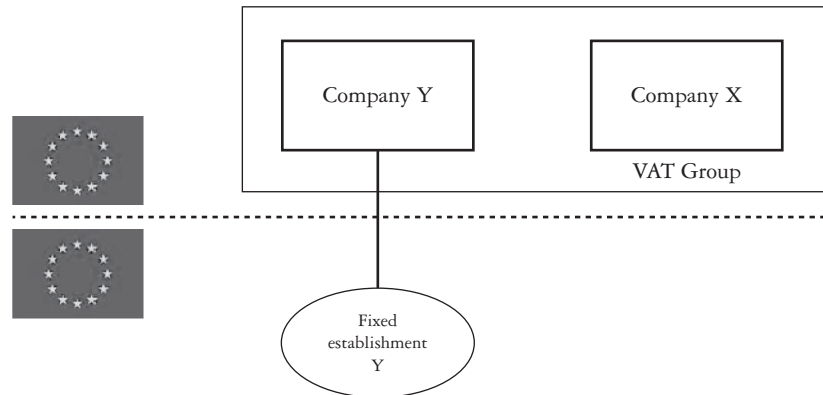 Company Y
Company X
VAT Group
Fixed
establishment
Y